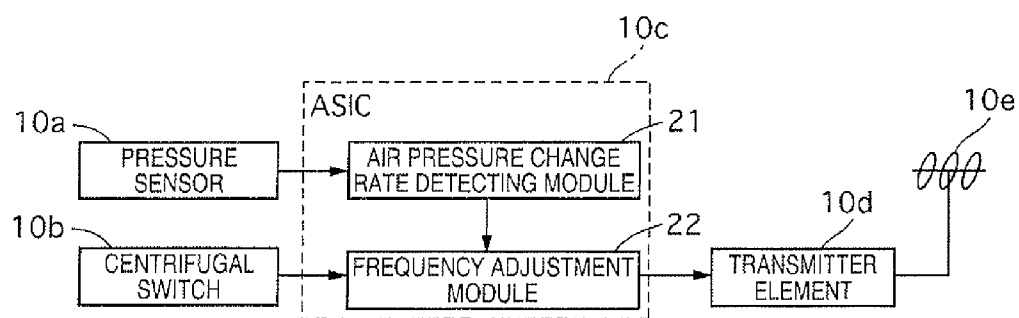 10c
ASIC
10a
21
10e
PRESSURE
SENSOR
AIR PRESSURE CHANGE
RATE DETECTING MODULE
10b
22
10d
CENTRIFUGAL
SWITCH
FREQUENCY ADJUSTMENT
MODULE
TRANSMITTER
ELEMENT